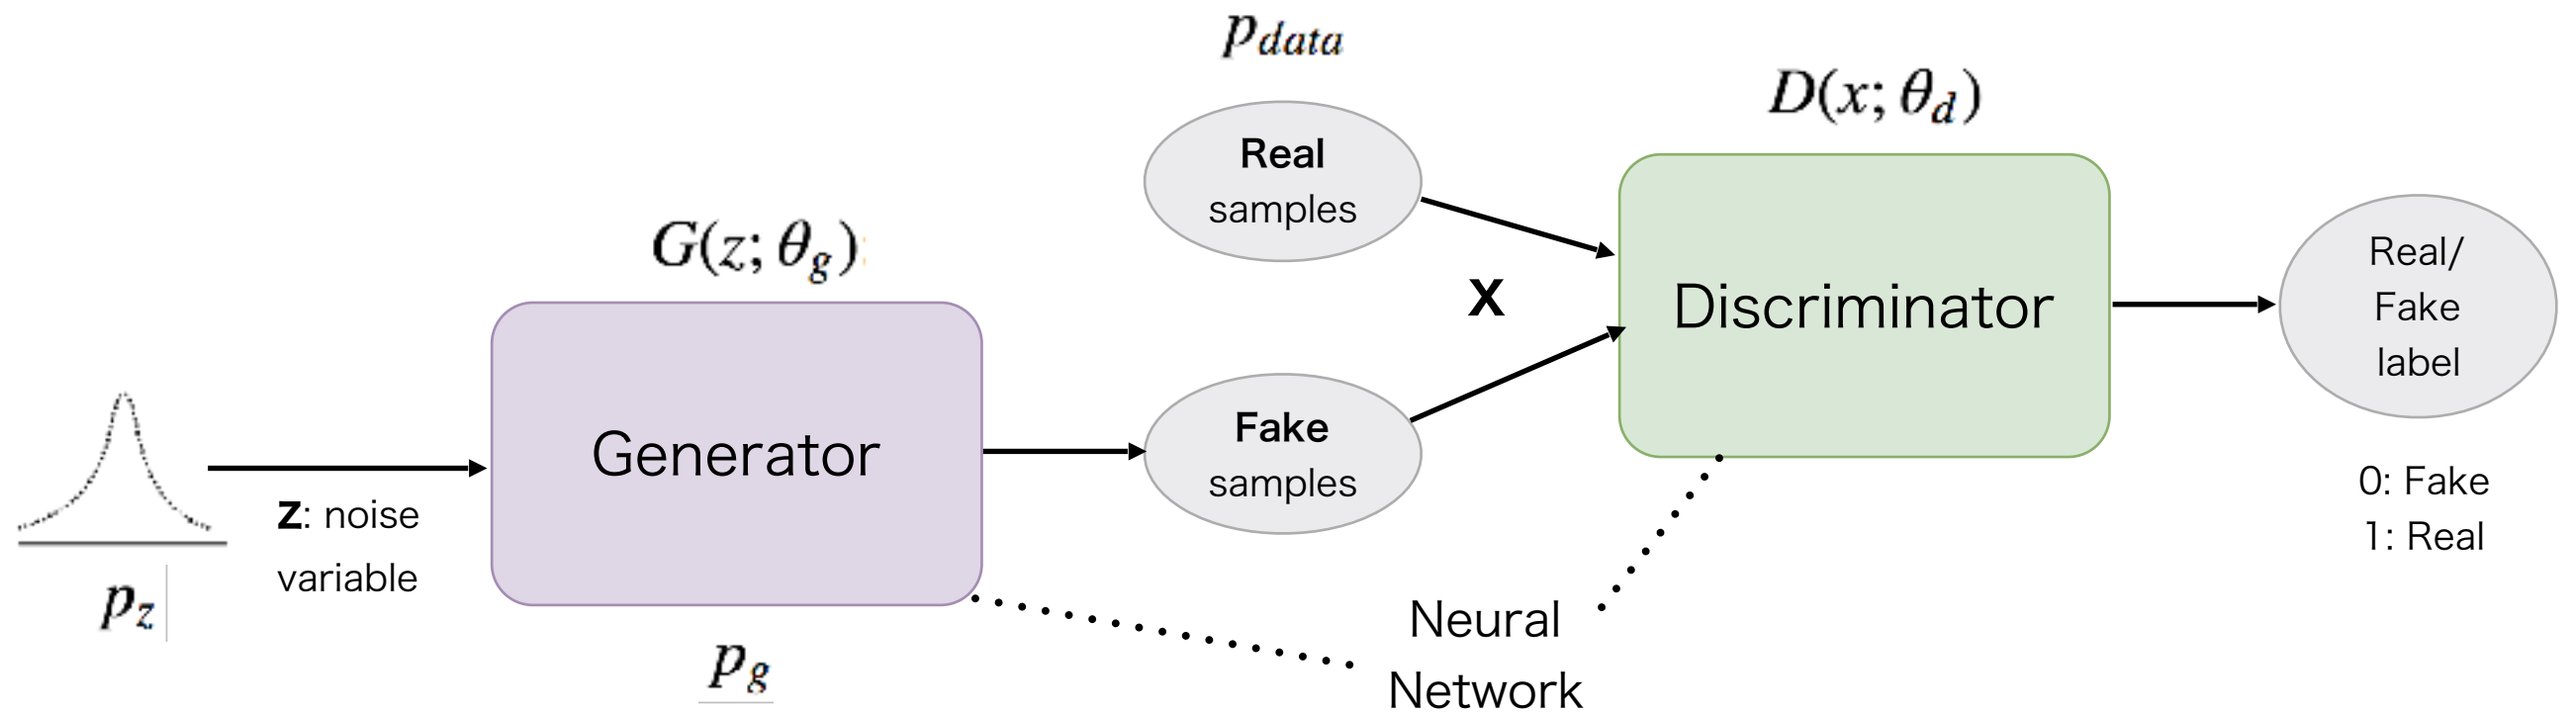 p_data
D(x; θ_d)
Real
samples
G(z; θ_g)
X
Discriminator
Real/
Fake
label
Generator
Fake
samples
z: noise
variable
0: Fake
1: Real
p_z
p_g
Neural
Network